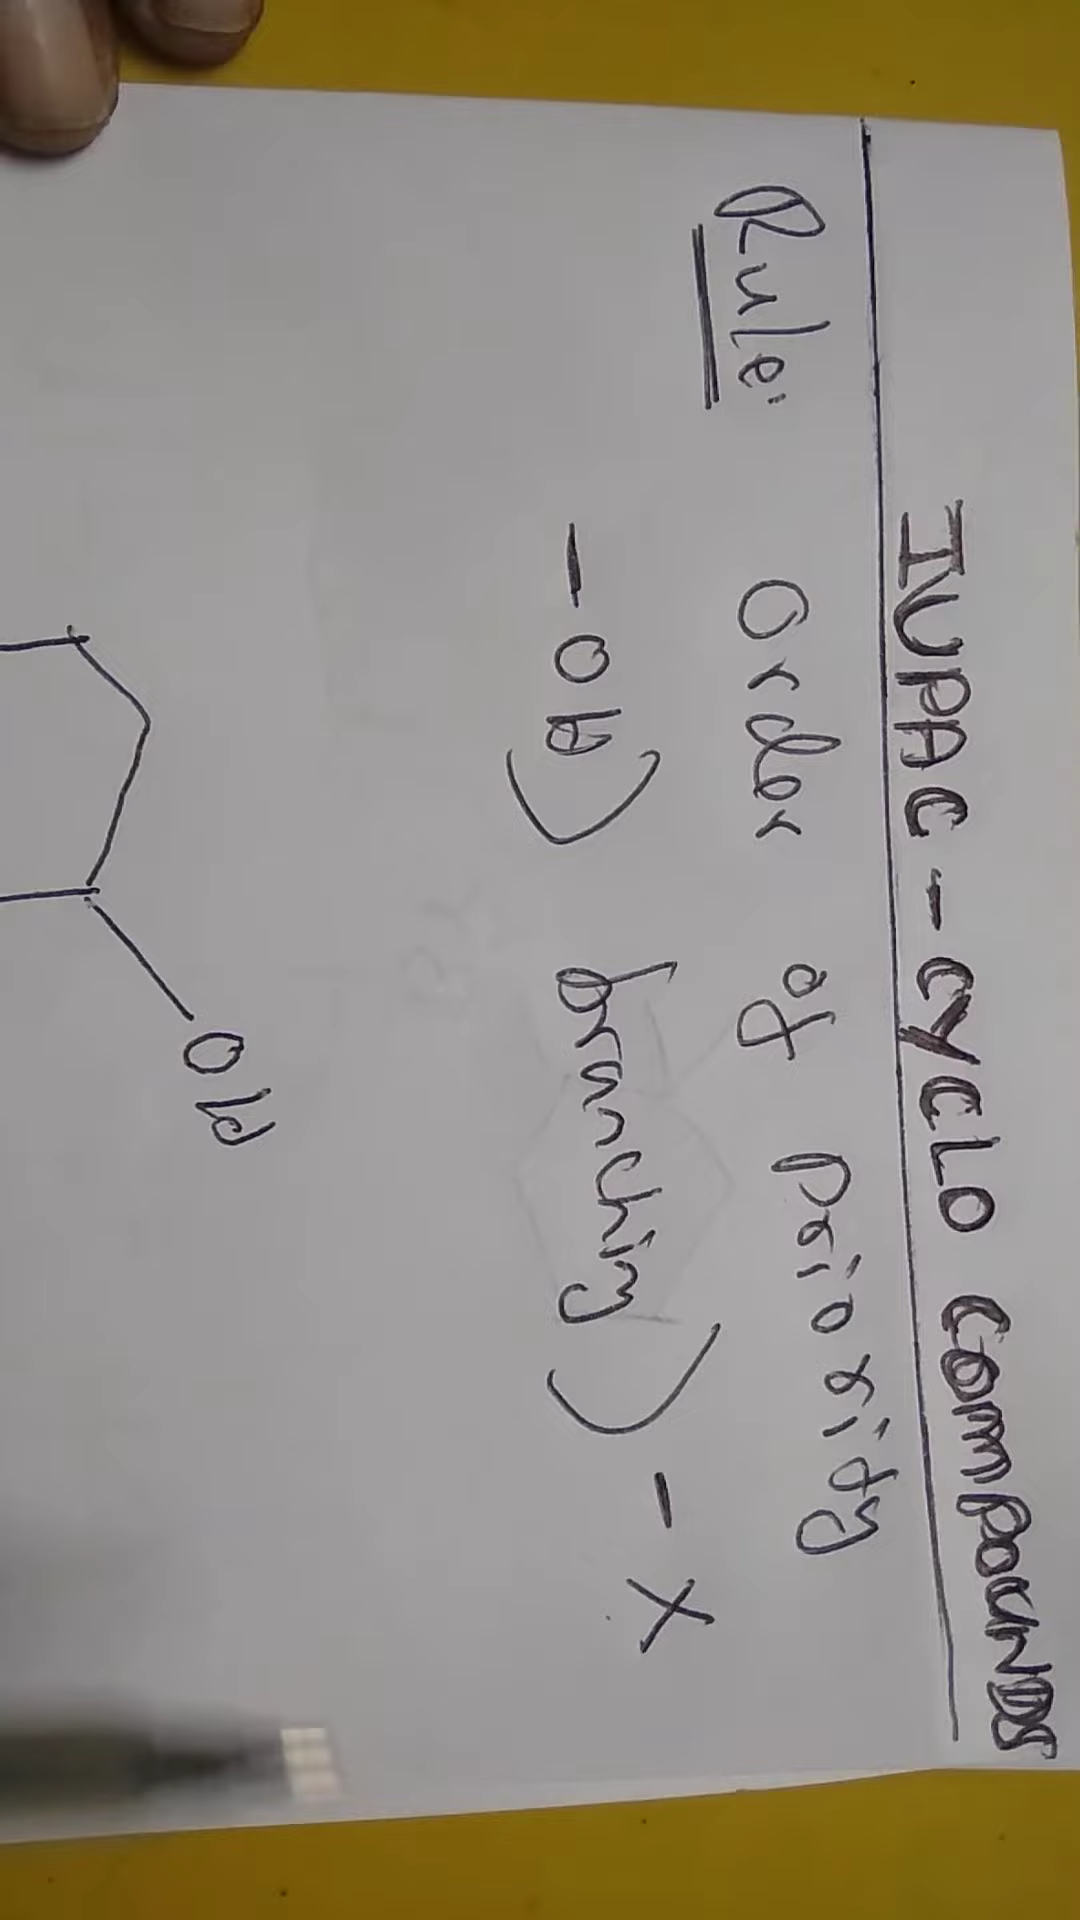 IUPAC - CYCLO COMPOUNDS
Rule: Order of priority
- OH > branching > - X
OH